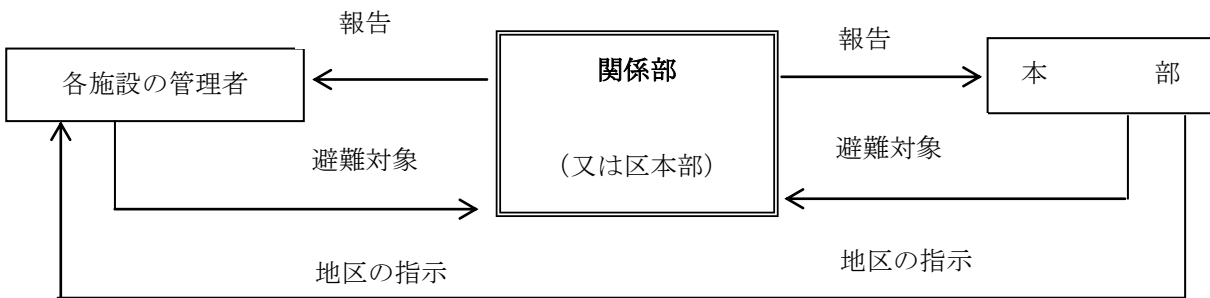 報告
報告
各施設の管理者
関係部
本　　　部
避難対象
(又は区本部)
避難対象
地区の指示
地区の指示